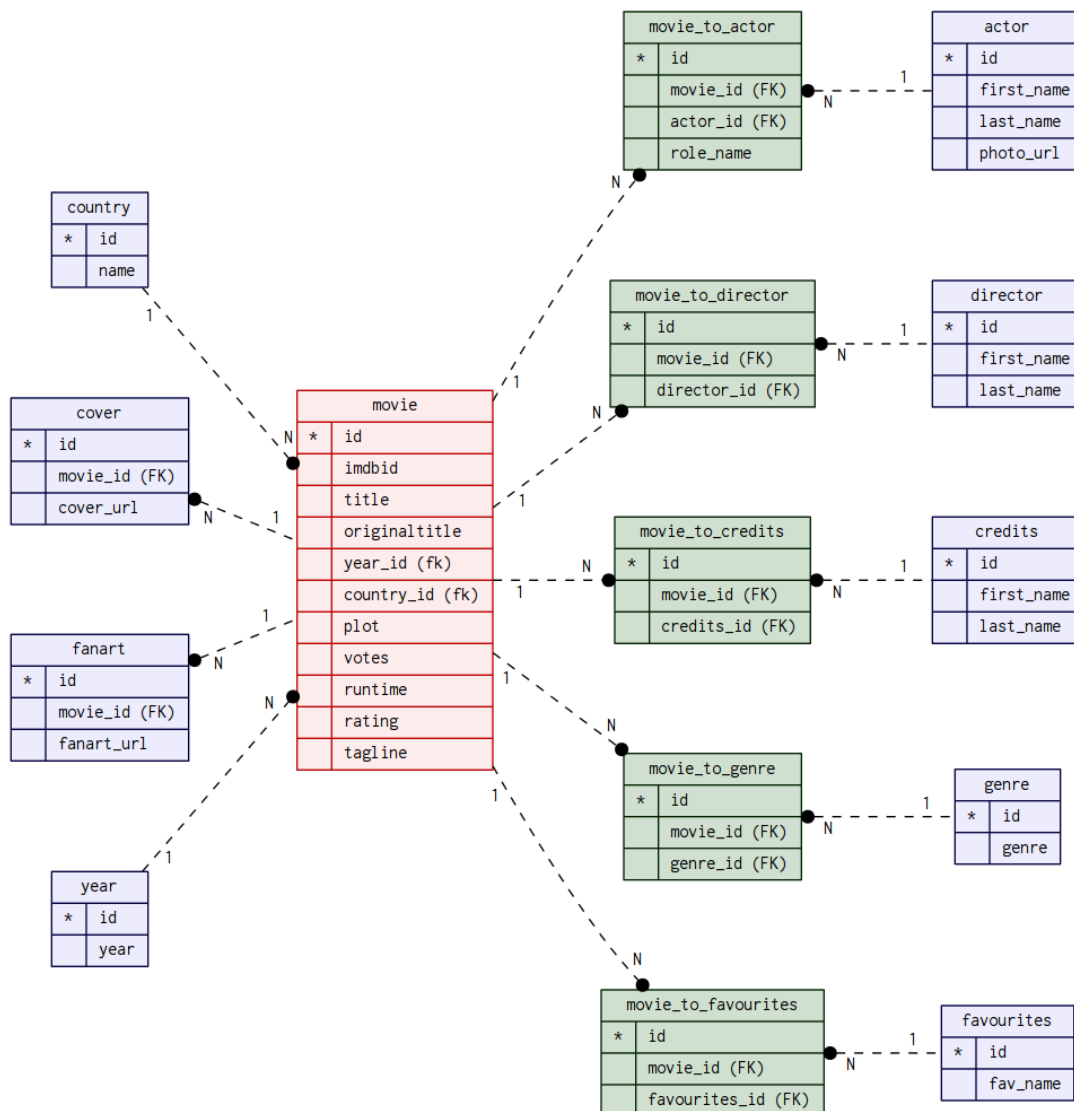 movie_to_actor
* id
movie_id (FK)
actor_id (FK)
role_name
actor
* id
first_name
last_name
photo_url
1
N
N
country
* id
name
1
movie_to_director
* id
movie_id (FK)
director_id (FK)
director
* id
first_name
last_name
1
N
N
1
1
cover
* id
movie_id (FK)
cover_url
N
1
movie
* id
imdbid
title
originaltitle
year_id (fk)
country_id (fk)
plot
votes
runtime
rating
tagline
N
movie_to_credits
* id
movie_id (FK)
credits_id (FK)
credits
* id
first_name
last_name
N
1
1
N
fanart
* id
movie_id (FK)
fanart_url
1
N
N
1
year
* id
year
movie_to_genre
* id
movie_id (FK)
genre_id (FK)
genre
* id
genre
1
N
1
N
movie_to_favourites
* id
movie_id (FK)
favourites_id (FK)
favourites
* id
fav_name
1
N
1
N